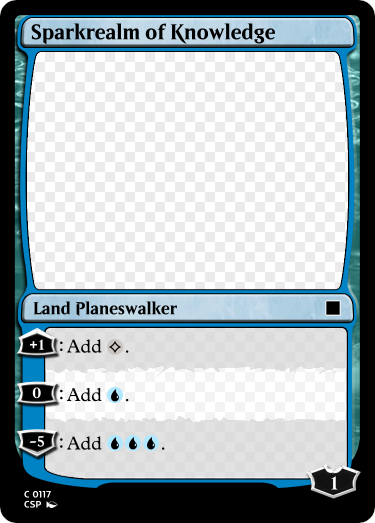 Sparkrealm of Knowledge
Land Planeswalker
+1: Add .
0: Add .
-5: Add .
1
C 0117
CSP